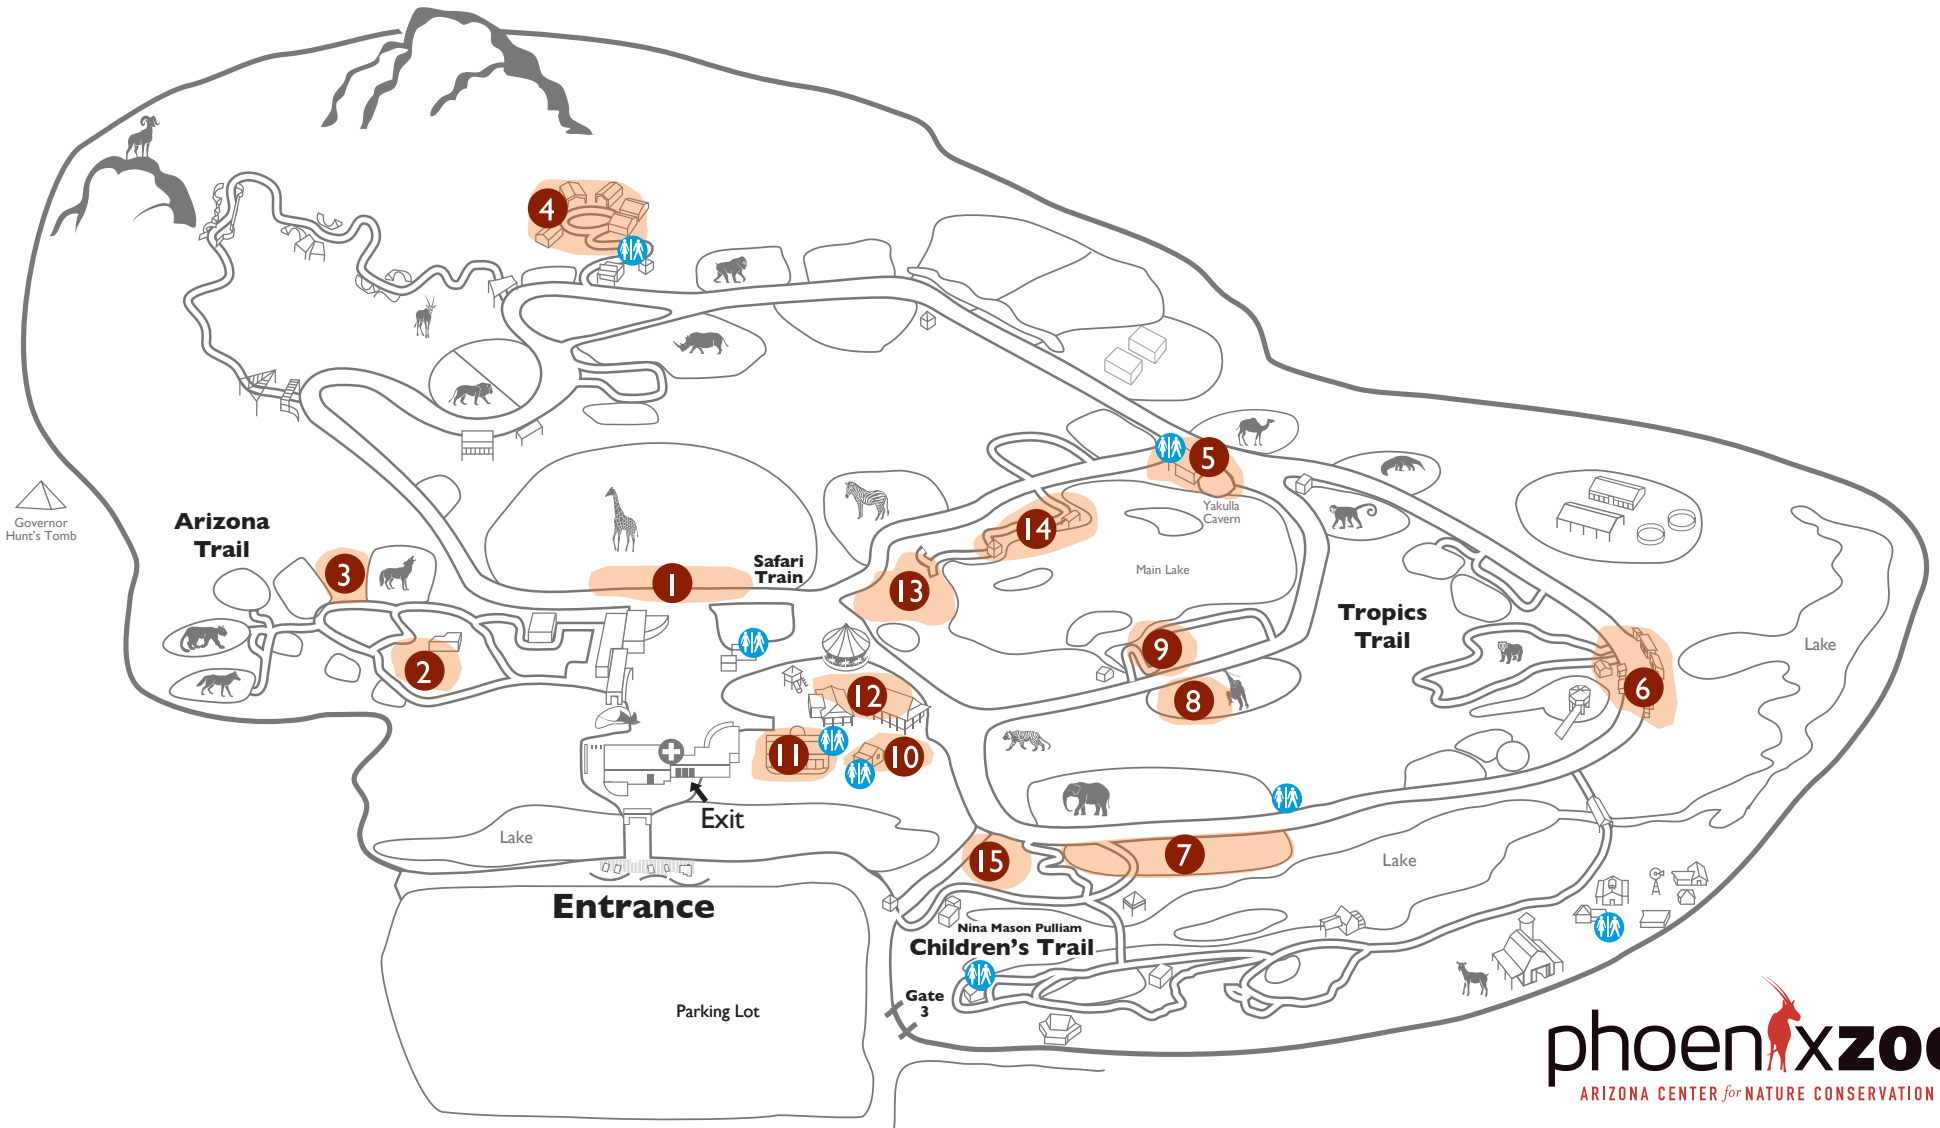 4
5
Governor
Hunt's Tomb
Arizona
Trail
Yakulla
Cavern
14
3
1
Safari
Train
13
Main Lake
Tropics
Trail
Lake
2
9
12
8
6
11
10
Exit
Lake
15
7
Lake
Entrance
Nina Mason Pulliam
Children's Trail
Gate
3
Parking Lot
phoenixzoo
ARIZONA CENTER for NATURE CONSERVATION